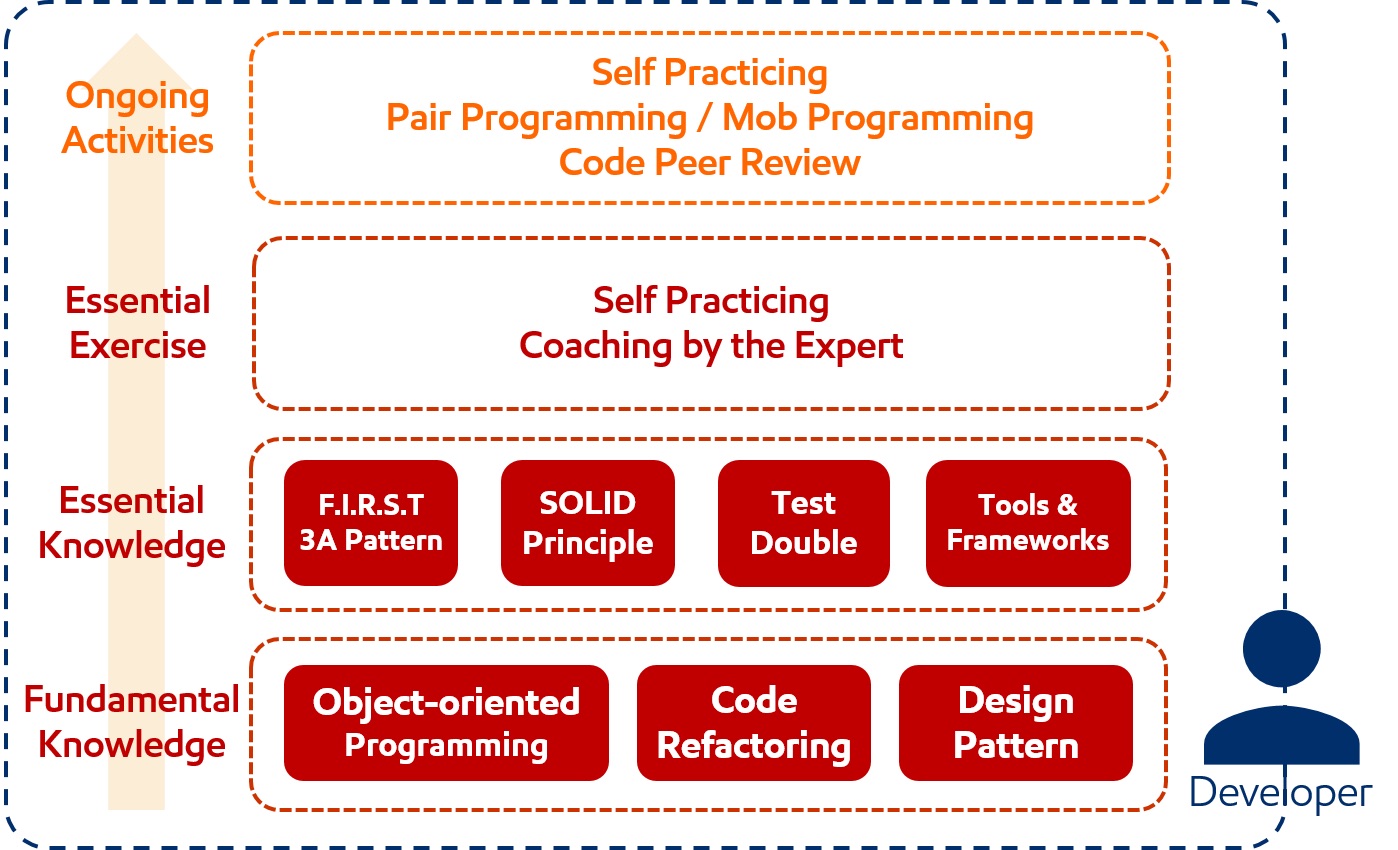 Ongoing
Activities
Self Practicing
Pair Programming / Mob Programming
Code Peer Review
Essential
Exercise
Self Practicing
Coaching by the Expert
Essential
Knowledge
F.I.R.S.T
3A Pattern
SOLID
Principle
Test
Double
Tools &
Frameworks
Fundamental
Knowledge
Object-oriented
Programming
Code
Refactoring
Design
Pattern
Developer